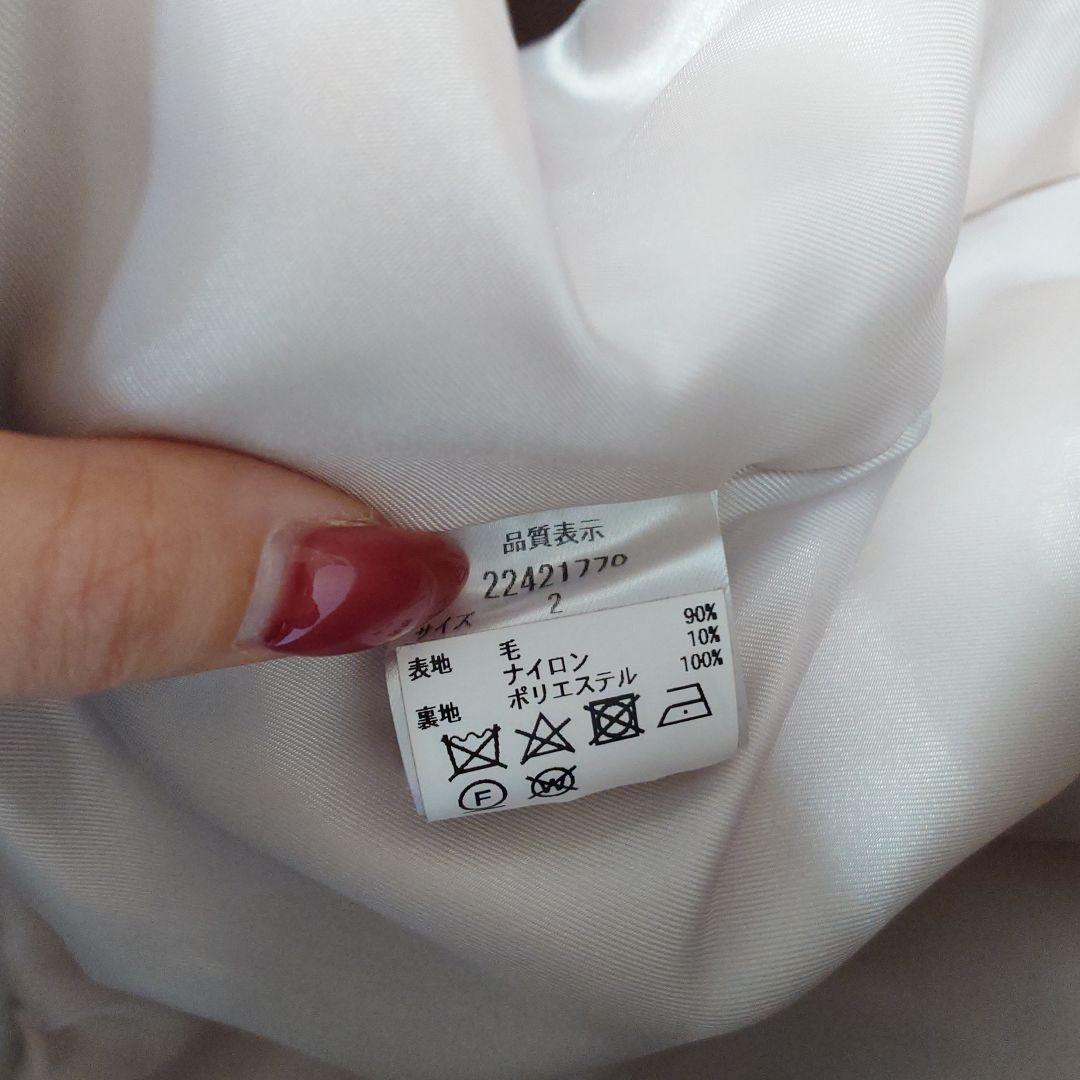 品質表示
サイズ 2
表地 毛 90%
ナイロン 10%
裏地 ポリエステル 100%
F
W